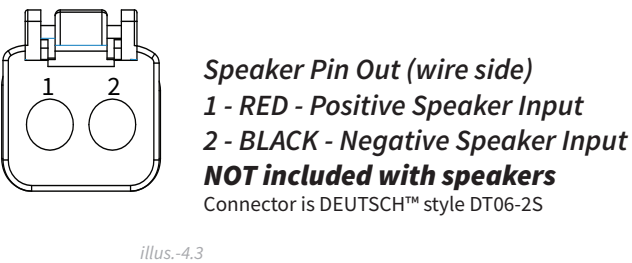 1 2
Speaker Pin Out (wire side)
1 - RED - Positive Speaker Input
2 - BLACK - Negative Speaker Input
NOT included with speakers
Connector is DEUTSCH™ style DT06-2S
illus.-4.3